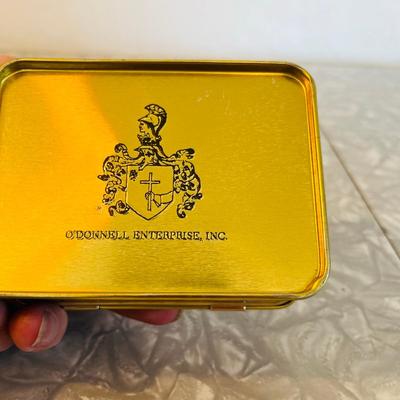 O'DONNELL ENTERPRISE, INC.